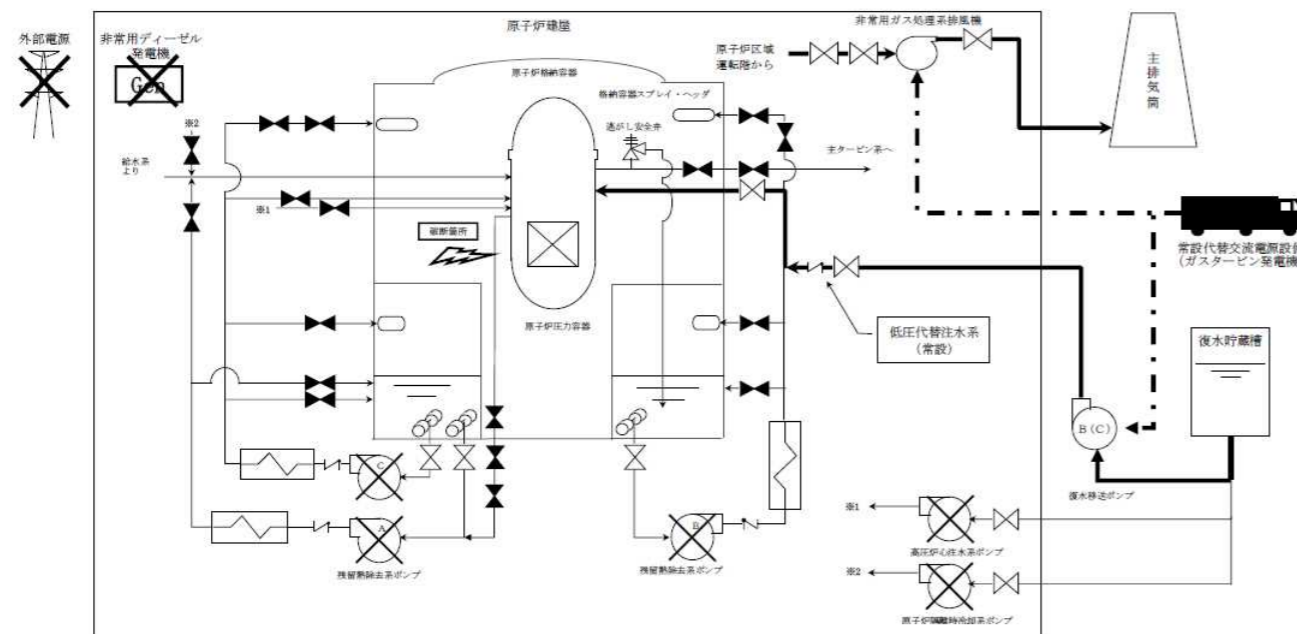 外部電源
非常用ディーゼル
発電機
Gen
原子炉建屋
非常用ガス処理系排風機
原子炉区域
運転階から
主排気筒
原子炉格納容器
格納容器スプレイ・ヘッダ
逃がし安全弁
※2
給水系
より
主タービン系へ
※1
破断箇所
原子炉圧力容器
常設代替交流電源設備
(ガスタービン発電機
低圧代替注水系
(常設)
復水貯蔵槽
B(C)
復水移送ポンプ
C
A
残留熱除去系ポンプ
B
残留熱除去系ポンプ
※1
高圧炉心注水系ポンプ
※2
原子炉隔離時冷却系ポンプ